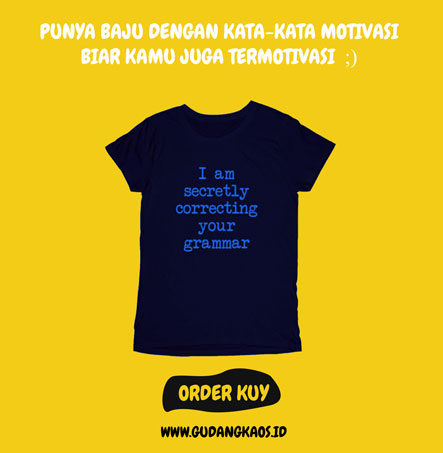 PUNYA BAJU DENGAN KATA-KATA MOTIVASI
BIAR KAMU JUGA TERMOTIVASI ;)
I am
secretly
correcting
your
grammar
ORDER KUY
WWW.GUDANGKAOS.ID